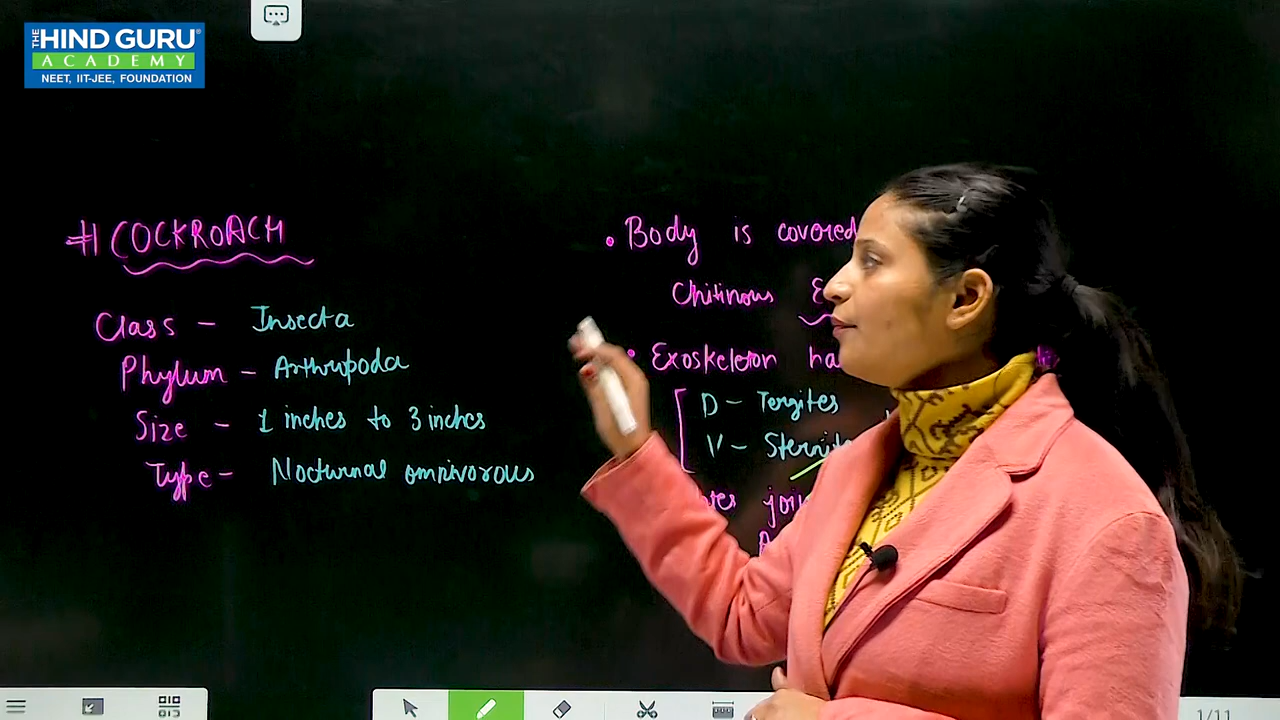 THE HIND GURU®
ACADEMY
NEET, IIT-JEE, FOUNDATION
# COCKROACH
Class - Insecta
Phylum - Arthropoda
Size - 1 inches to 3 inches
Type - Nocturnal omnivorous
• Body is covered
Chitinous
• Exoskeleton ha
D - Tergites
V - Sternit
1/11